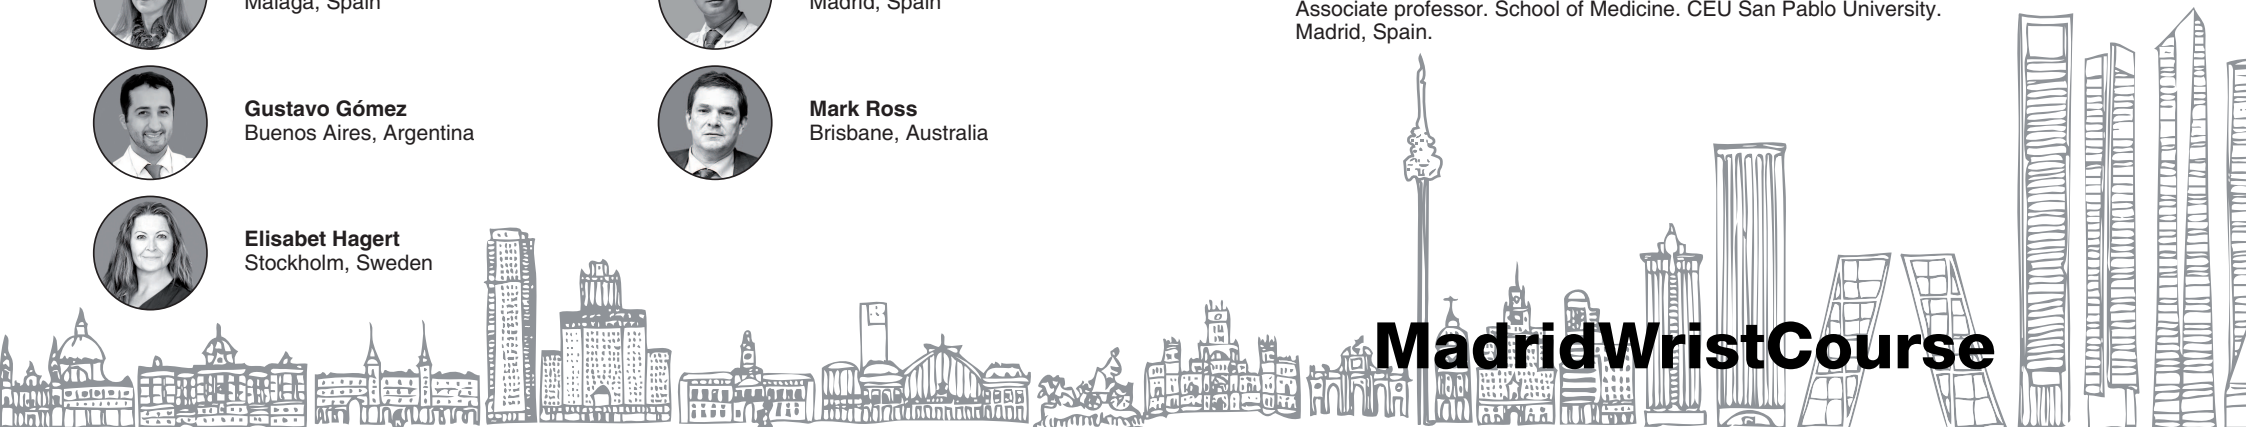 Málaga, Spain
Gustavo Gómez
Buenos Aires, Argentina
Elisabet Hagert
Stockholm, Sweden
Madrid, Spain
Mark Ross
Brisbane, Australia
Associate professor. School of Medicine. CEU San Pablo University.
Madrid, Spain.
MadridWristCourse